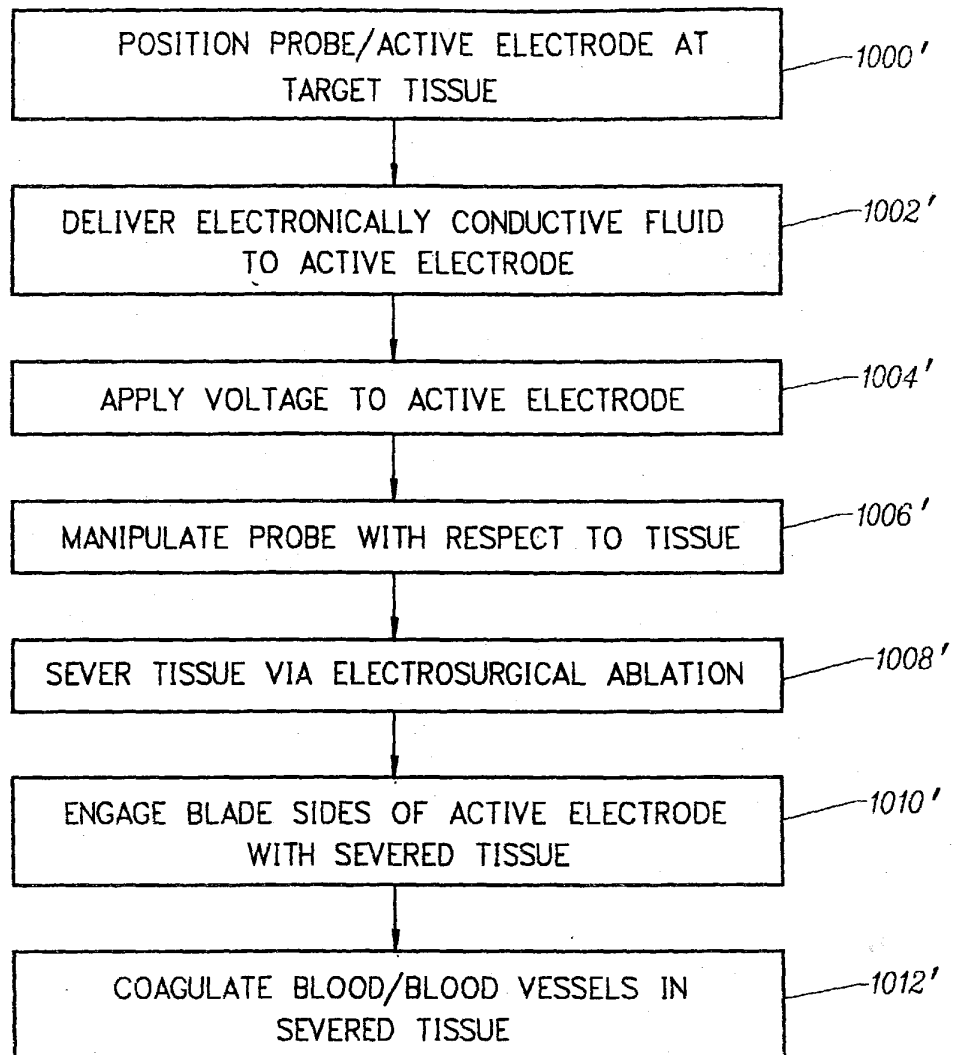 POSITION PROBE/ACTIVE ELECTRODE AT
TARGET TISSUE
1000'
DELIVER ELECTRONICALLY CONDUCTIVE FLUID
TO ACTIVE ELECTRODE
1002'
APPLY VOLTAGE TO ACTIVE ELECTRODE
1004'
MANIPULATE PROBE WITH RESPECT TO TISSUE
1006'
SEVER TISSUE VIA ELECTROSURGICAL ABLATION
1008'
ENGAGE BLADE SIDES OF ACTIVE ELECTRODE
WITH SEVERED TISSUE
1010'
COAGULATE BLOOD/BLOOD VESSELS IN
SEVERED TISSUE
1012'